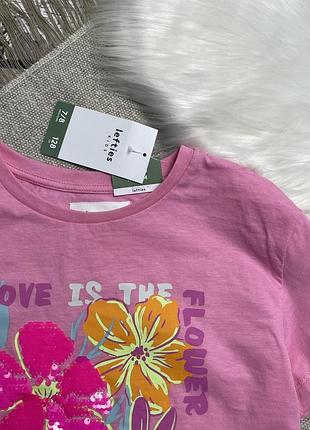 7/8
128
lefties
KIDS
lefties
OVE IS THE
FLOWER